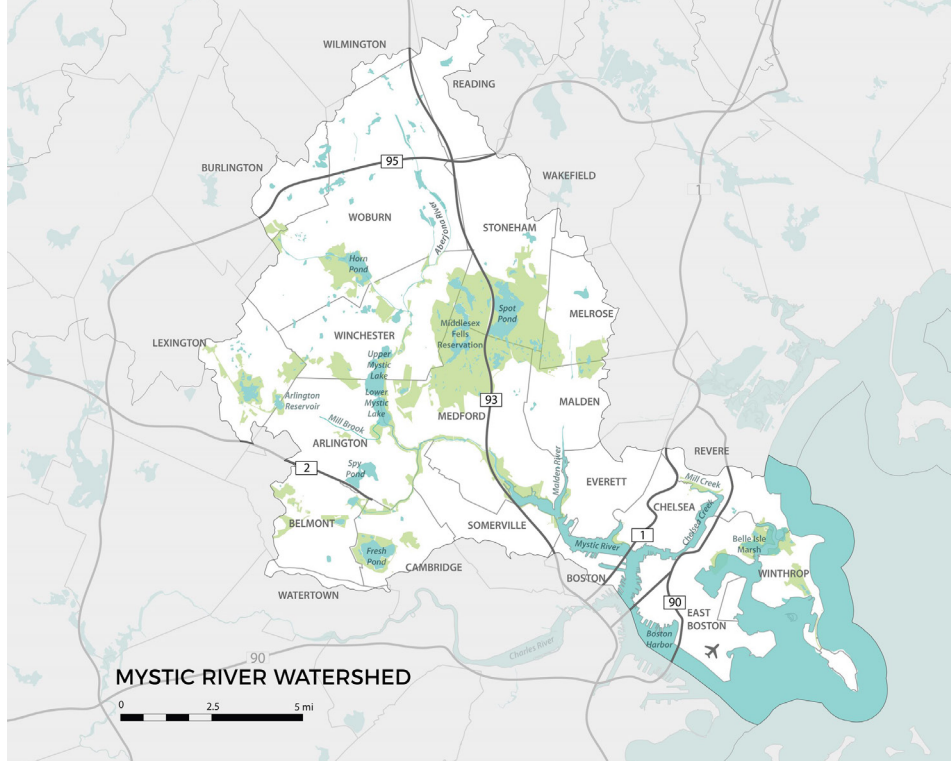 WILMINGTON
READING
BURLINGTON
95
WAKEFIELD
1
WOBURN
Aberjona River
STONEHAM
Horn
Pond
Spot
Pond
MELROSE
Middlesex
Fells
Reservation
WINCHESTER
LEXINGTON
Upper
Mystic
Lake
Lower
Mystic
Lake
Arlington
Reservoir
93
MALDEN
MEDFORD
Mill Brook
ARLINGTON
REVERE
2
Spy
Pond
Malden River
EVERETT
Mill Creek
CHELSEA
Chelsea Creek
BELMONT
SOMERVILLE
1
Mystic River
Belle Isle
Marsh
Fresh
Pond
CAMBRIDGE
BOSTON
WINTHROP
WATERTOWN
90
EAST
BOSTON
Boston
Harbor
Charles River
90
MYSTIC RIVER WATERSHED
0 2.5 5 mi